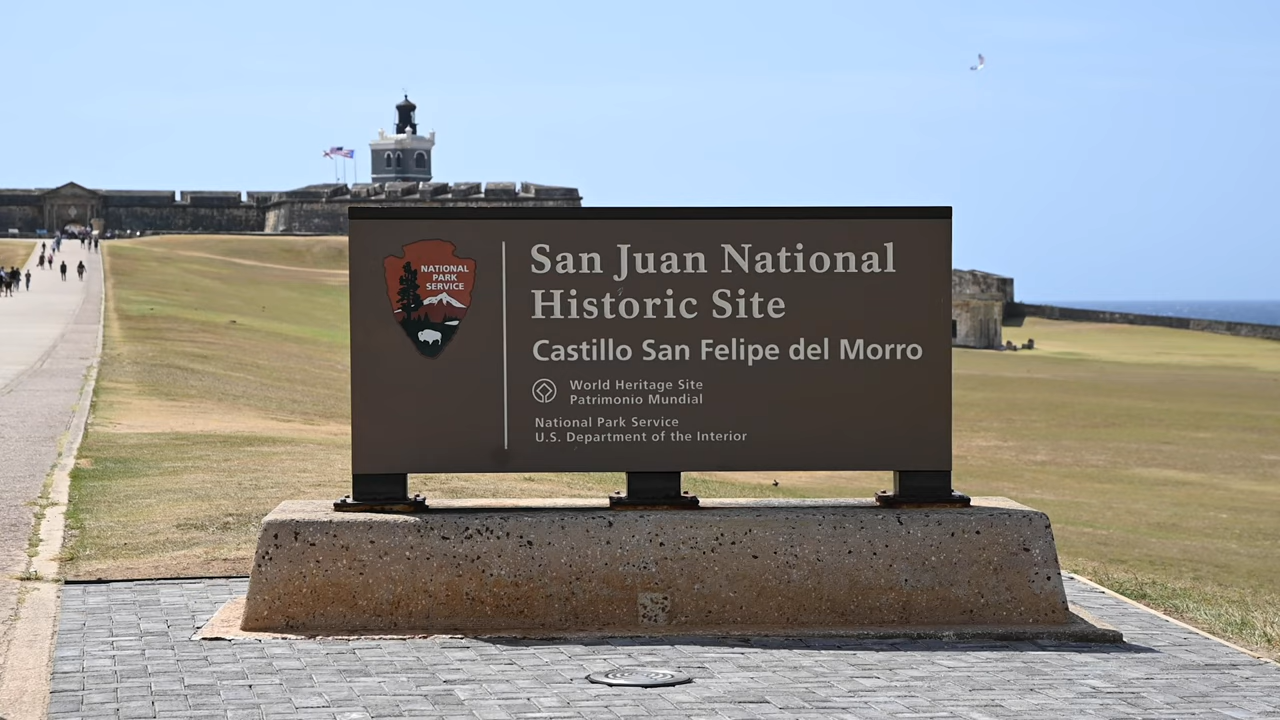 NATIONAL
PARK
SERVICE
San Juan National
Historic Site
Castillo San Felipe del Morro
World Heritage Site
Patrimonio Mundial
National Park Service
U.S. Department of the Interior